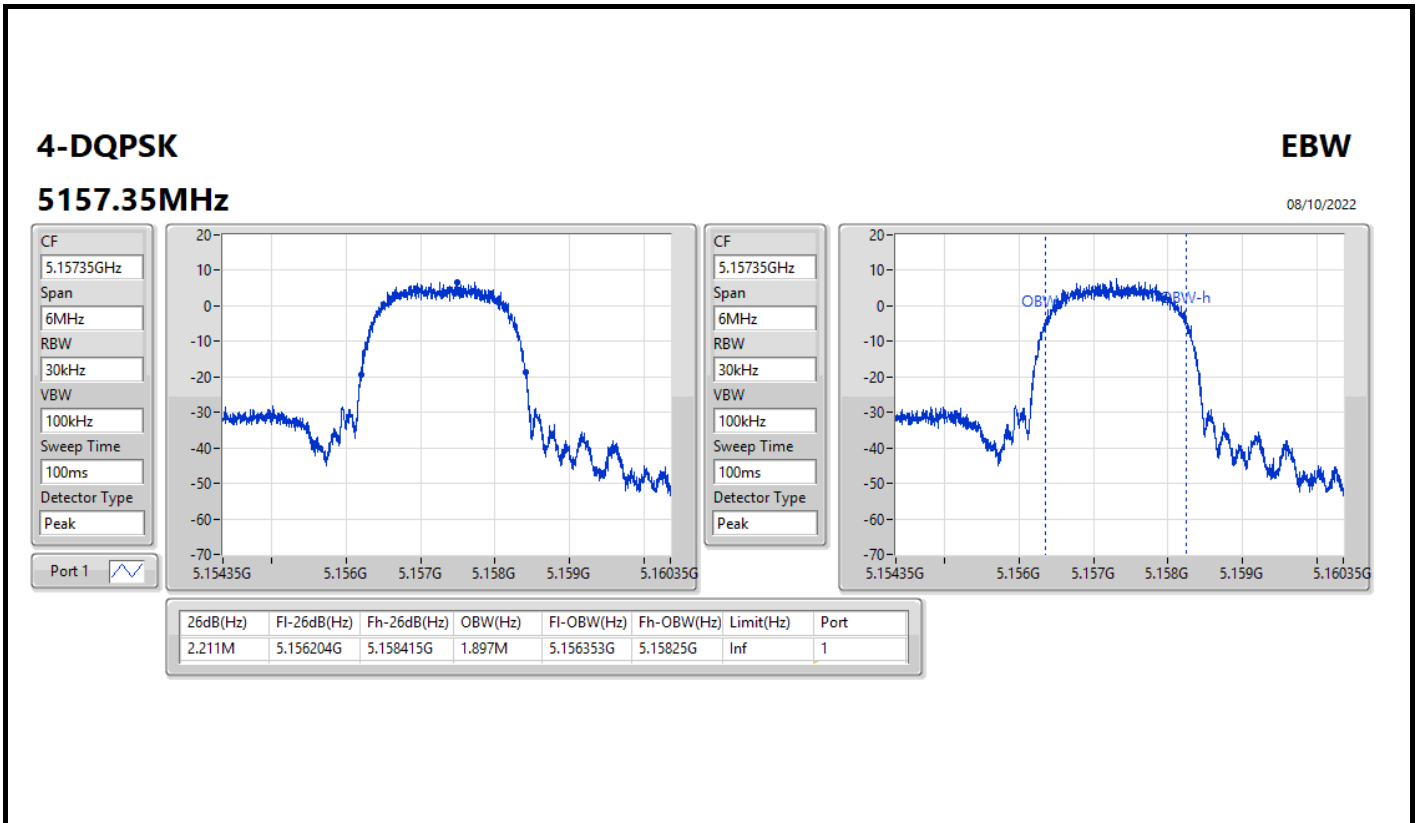 4-DQPSK
EBW
5157.35MHz
08/10/2022
CF
5.15735GHz
Span
6MHz
RBW
30kHz
VBW
100kHz
Sweep Time
100ms
Detector Type
Peak
Port 1
20
10
0
-10
-20
-30
-40
-50
-60
-70
5.15435G 5.156G 5.157G 5.158G 5.159G 5.16035G
CF
5.15735GHz
Span
6MHz
RBW
30kHz
VBW
100kHz
Sweep Time
100ms
Detector Type
Peak
20
10
0
-10
-20
-30
-40
-50
-60
-70
OBW-h
5.15435G 5.156G 5.157G 5.158G 5.159G 5.16035G
26dB(Hz) Fl-26dB(Hz) Fh-26dB(Hz) OBW(Hz) Fl-OBW(Hz) Fh-OBW(Hz) Limit(Hz) Port
2.211M 5.156204G 5.158415G 1.897M 5.156353G 5.15825G Inf 1